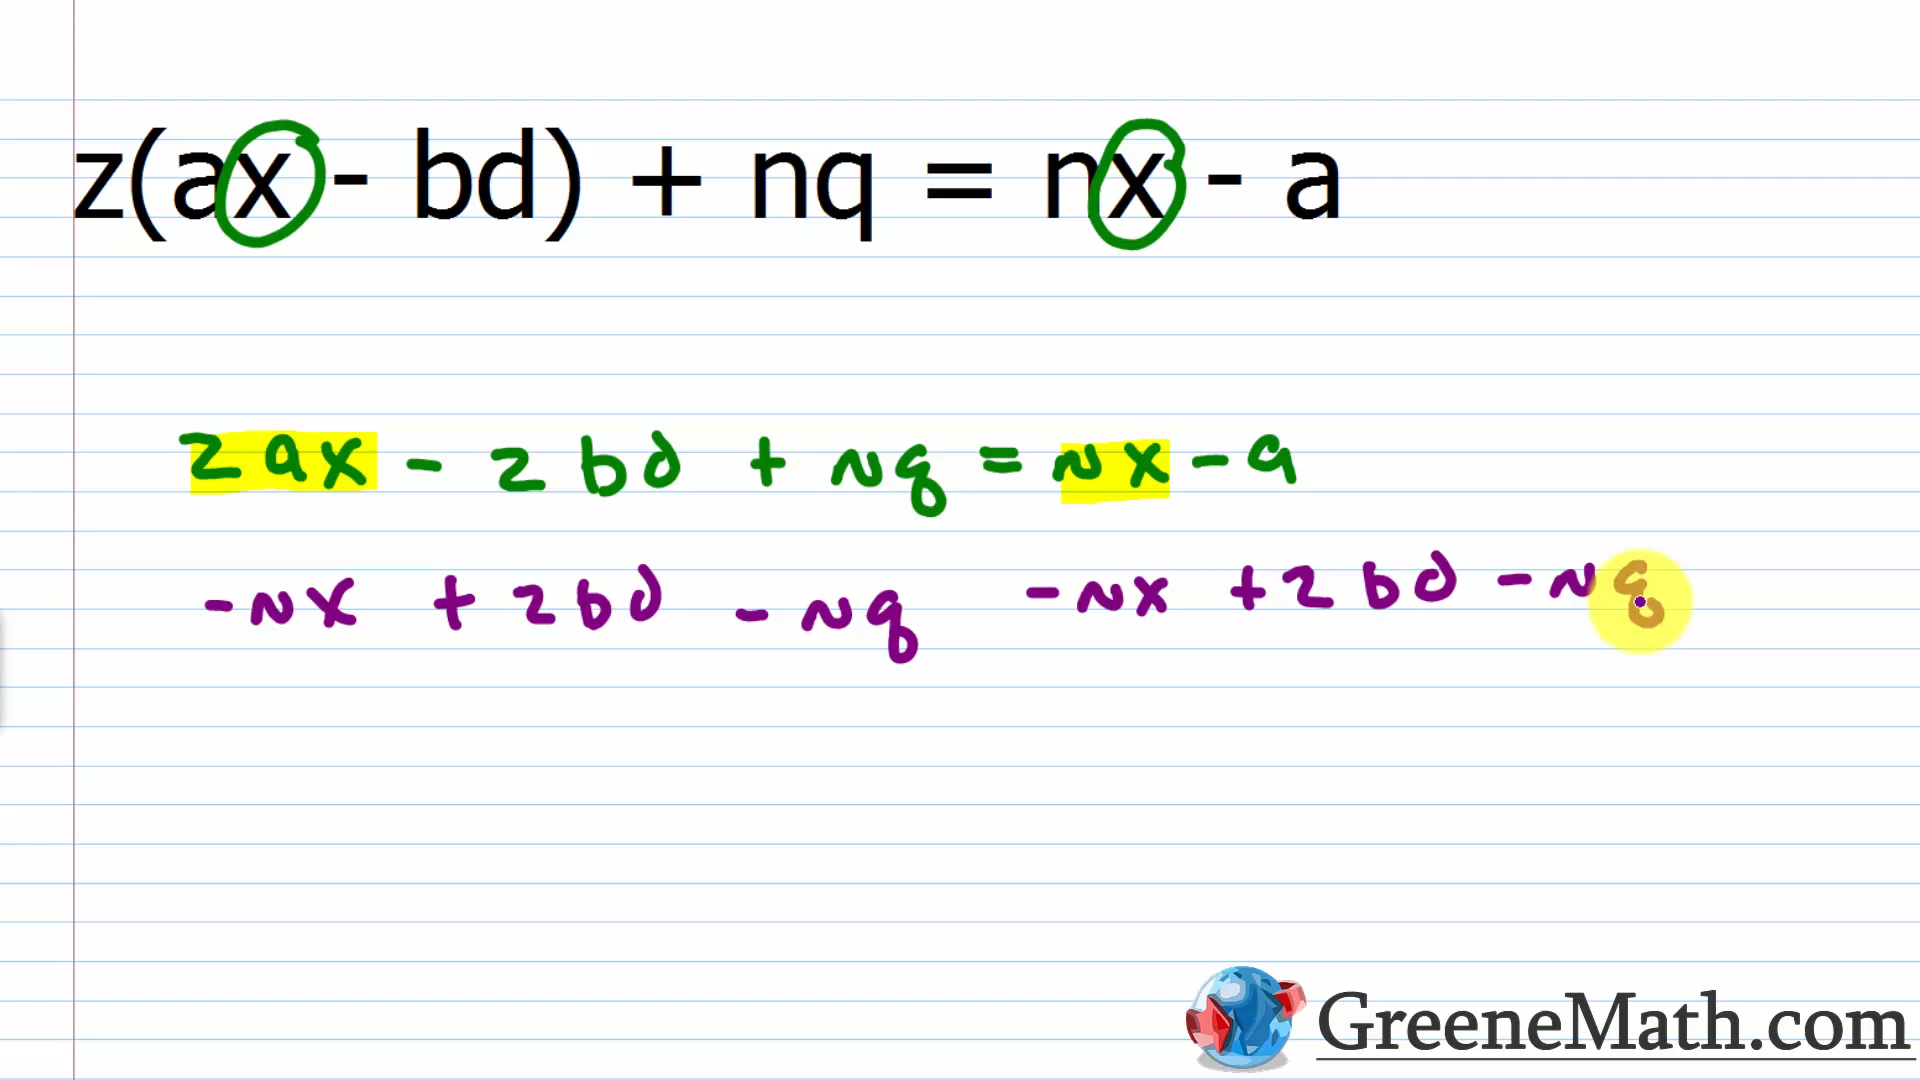 z(ax - bd) + nq = nx - a
zax - zbd + nq = nx - a
-nx + zbd - nq -nx + zbd - nq
GreeneMath.com